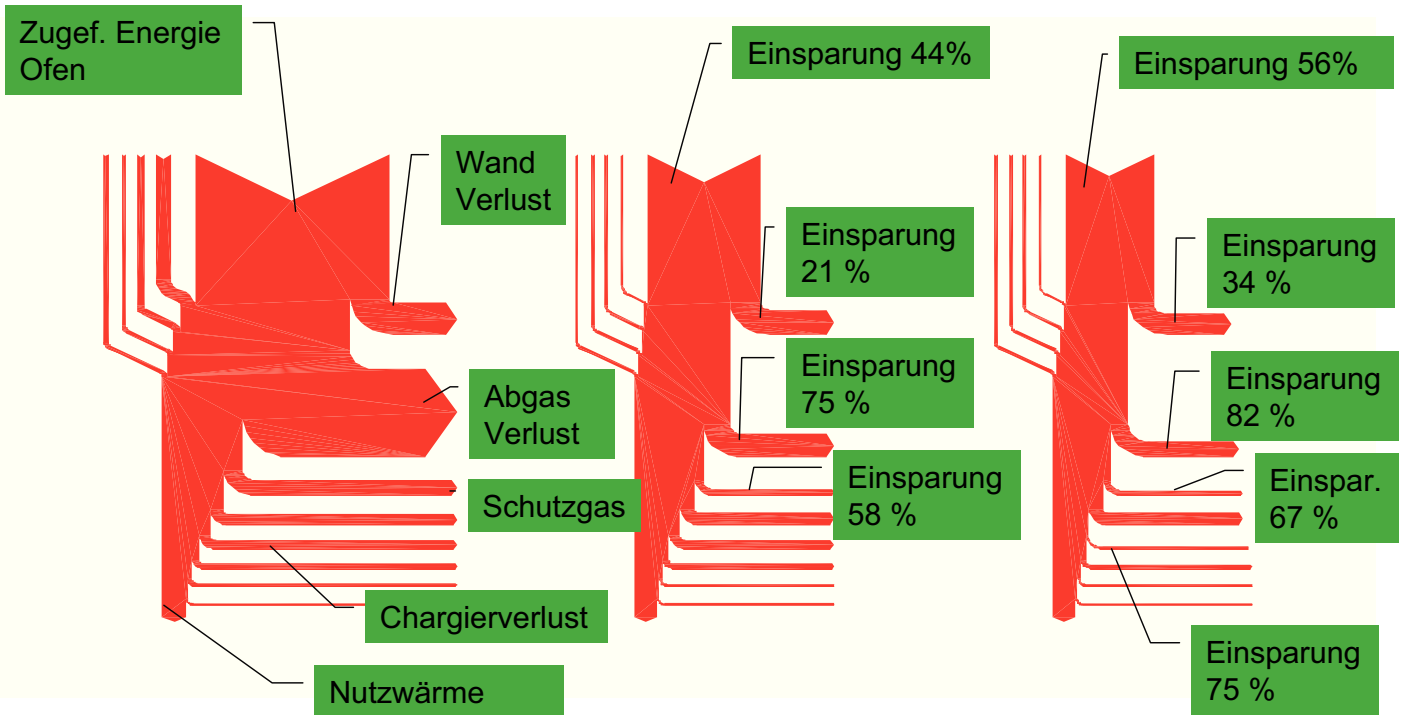 Zugef. Energie
Ofen
Wand
Verlust
Abgas
Verlust
Schutzgas
Chargierverlust
Nutzwärme
Einsparung 44%
Einsparung
21 %
Einsparung
75 %
Einsparung
58 %
Einsparung 56%
Einsparung
34 %
Einsparung
82 %
Einspar.
67 %
Einsparung
75 %